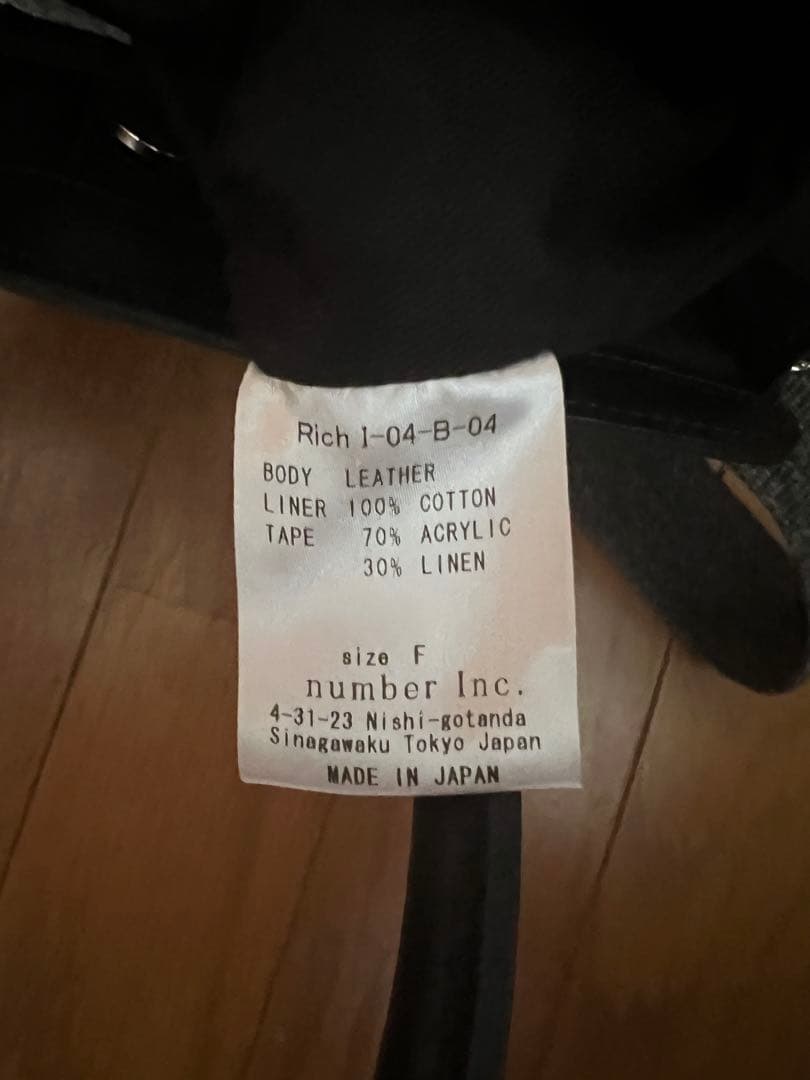 Rich I-04-B-04
BODY LEATHER
LINER 100% COTTON
TAPE 70% ACRYLIC
30% LINEN
size F
number Inc.
4-31-23 Nishi-gotanda
Sinagawaku Tokyo Japan
MADE IN JAPAN